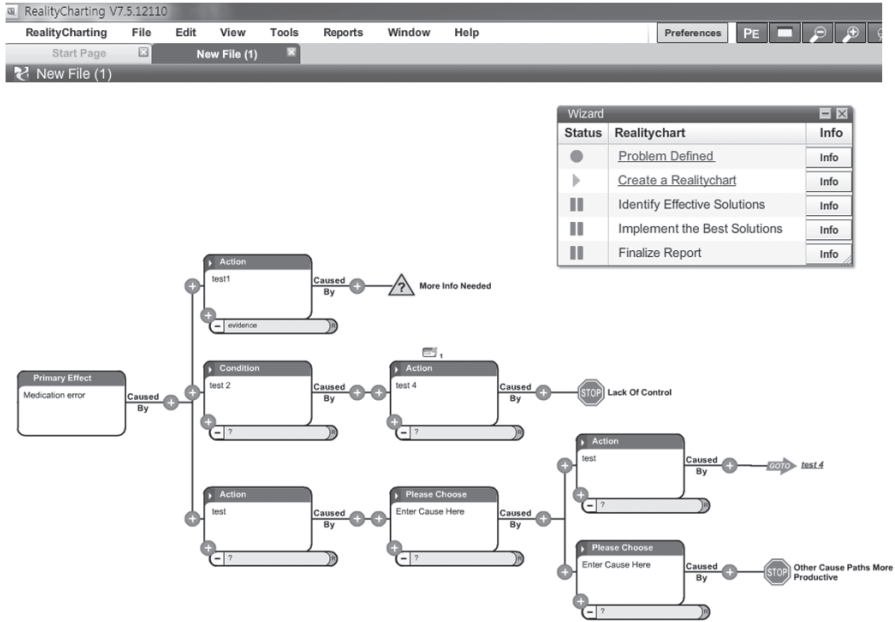 RealityCharting V7.5.12110
RealityCharting File Edit View Tools Reports Window Help Preferences PE
Start Page New File (1)
New File (1)
Wizard
Status Realitychart Info
Problem Defined Info
Create a Realitychart Info
Identify Effective Solutions Info
Implement the Best Solutions Info
Finalize Report Info
Action
test1
Caused By
? More Info Needed
evidence R
Primary Effect
Medication error
Caused By
Condition
test 2
Caused By
? R
1
Action
test 4
Caused By
STOP Lack Of Control
? R
Action
test
Caused By
? R
Please Choose
Enter Cause Here
Caused By
? R
Action
test
Caused By
GOTO test 4
? R
Please Choose
Enter Cause Here
Caused By
STOP Other Cause Paths More
Productive
? R